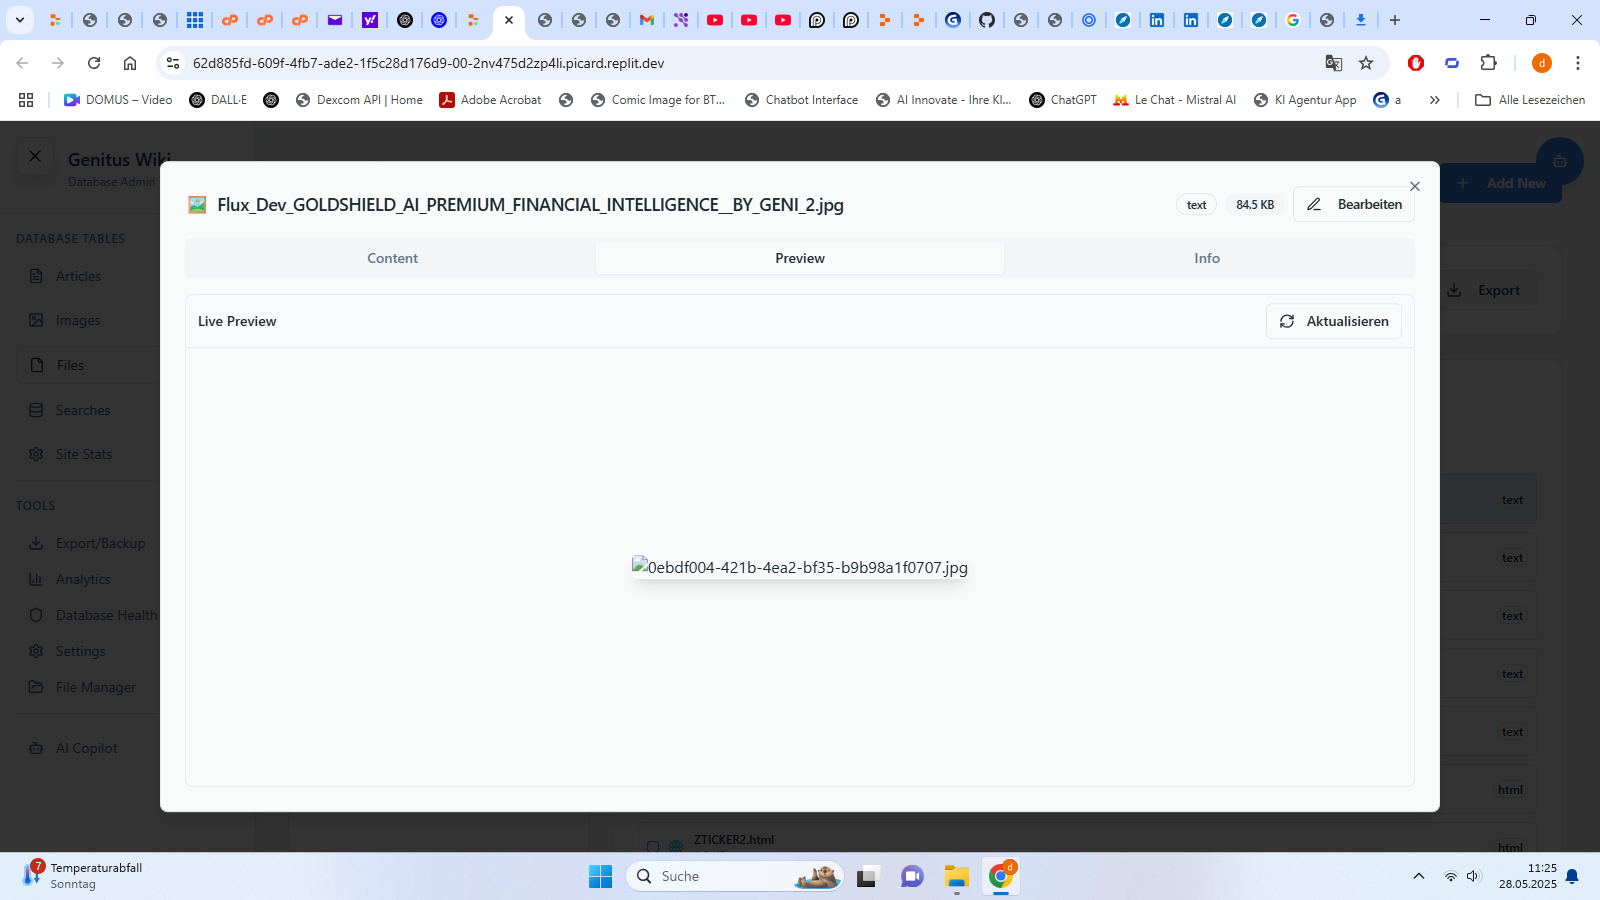 62d885fd-609f-4fb7-ade2-1f5c28d176d9-00-2nv475d2zp4li.picard.replit.dev
d
DOMUS – Video
DALL·E
Dexcom API | Home
Adobe Acrobat
Comic Image for BT...
Chatbot Interface
AI Innovate - Ihre KI...
ChatGPT
Le Chat - Mistral AI
KI Agentur App
a
Alle Lesezeichen
Genitus Wiki
Database Admin
Add New
DATABASE TABLES
Articles
Images
Files
Searches
Site Stats
TOOLS
Export/Backup
Analytics
Database Health
Settings
File Manager
AI Copilot
Export
Flux_Dev_GOLDSHIELD_AI_PREMIUM_FINANCIAL_INTELLIGENCE__BY_GENI_2.jpg
text
84.5 KB
Bearbeiten
Content
Preview
Info
Live Preview
Aktualisieren
0ebdf004-421b-4ea2-bf35-b9b98a1f0707.jpg
text
text
text
text
text
html
ZTICKER2.html
html
7
Temperaturabfall
Sonntag
Suche
d
11:25
28.05.2025